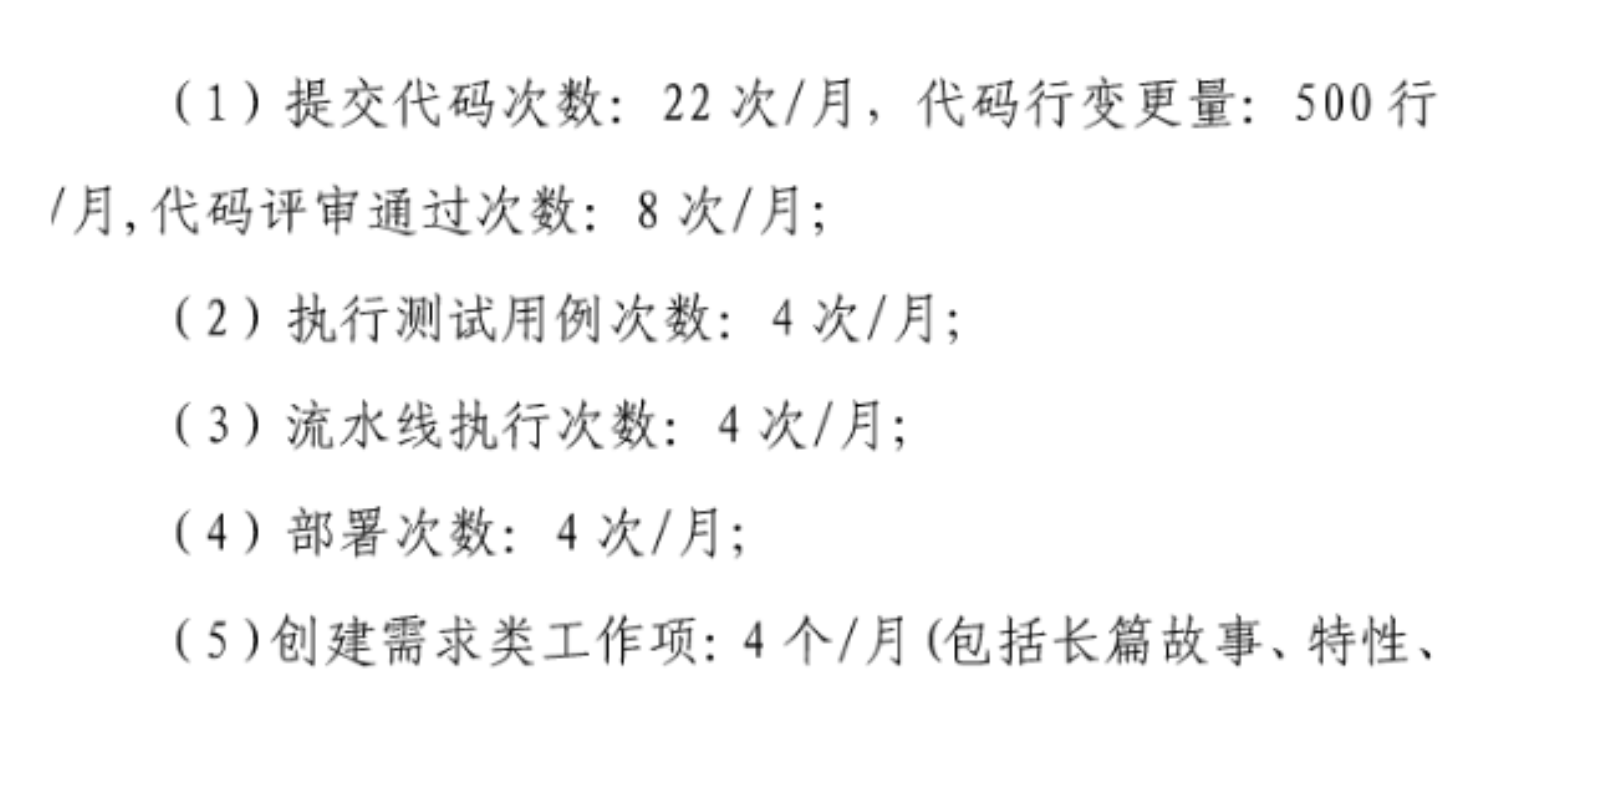 （1）提交代码次数：22 次/月，代码行变更量：500 行
/月,代码评审通过次数：8 次/月；
（2）执行测试用例次数：4 次/月；
（3）流水线执行次数：4 次/月；
（4）部署次数：4 次/月；
（5)创建需求类工作项：4 个/月(包括长篇故事、特性、